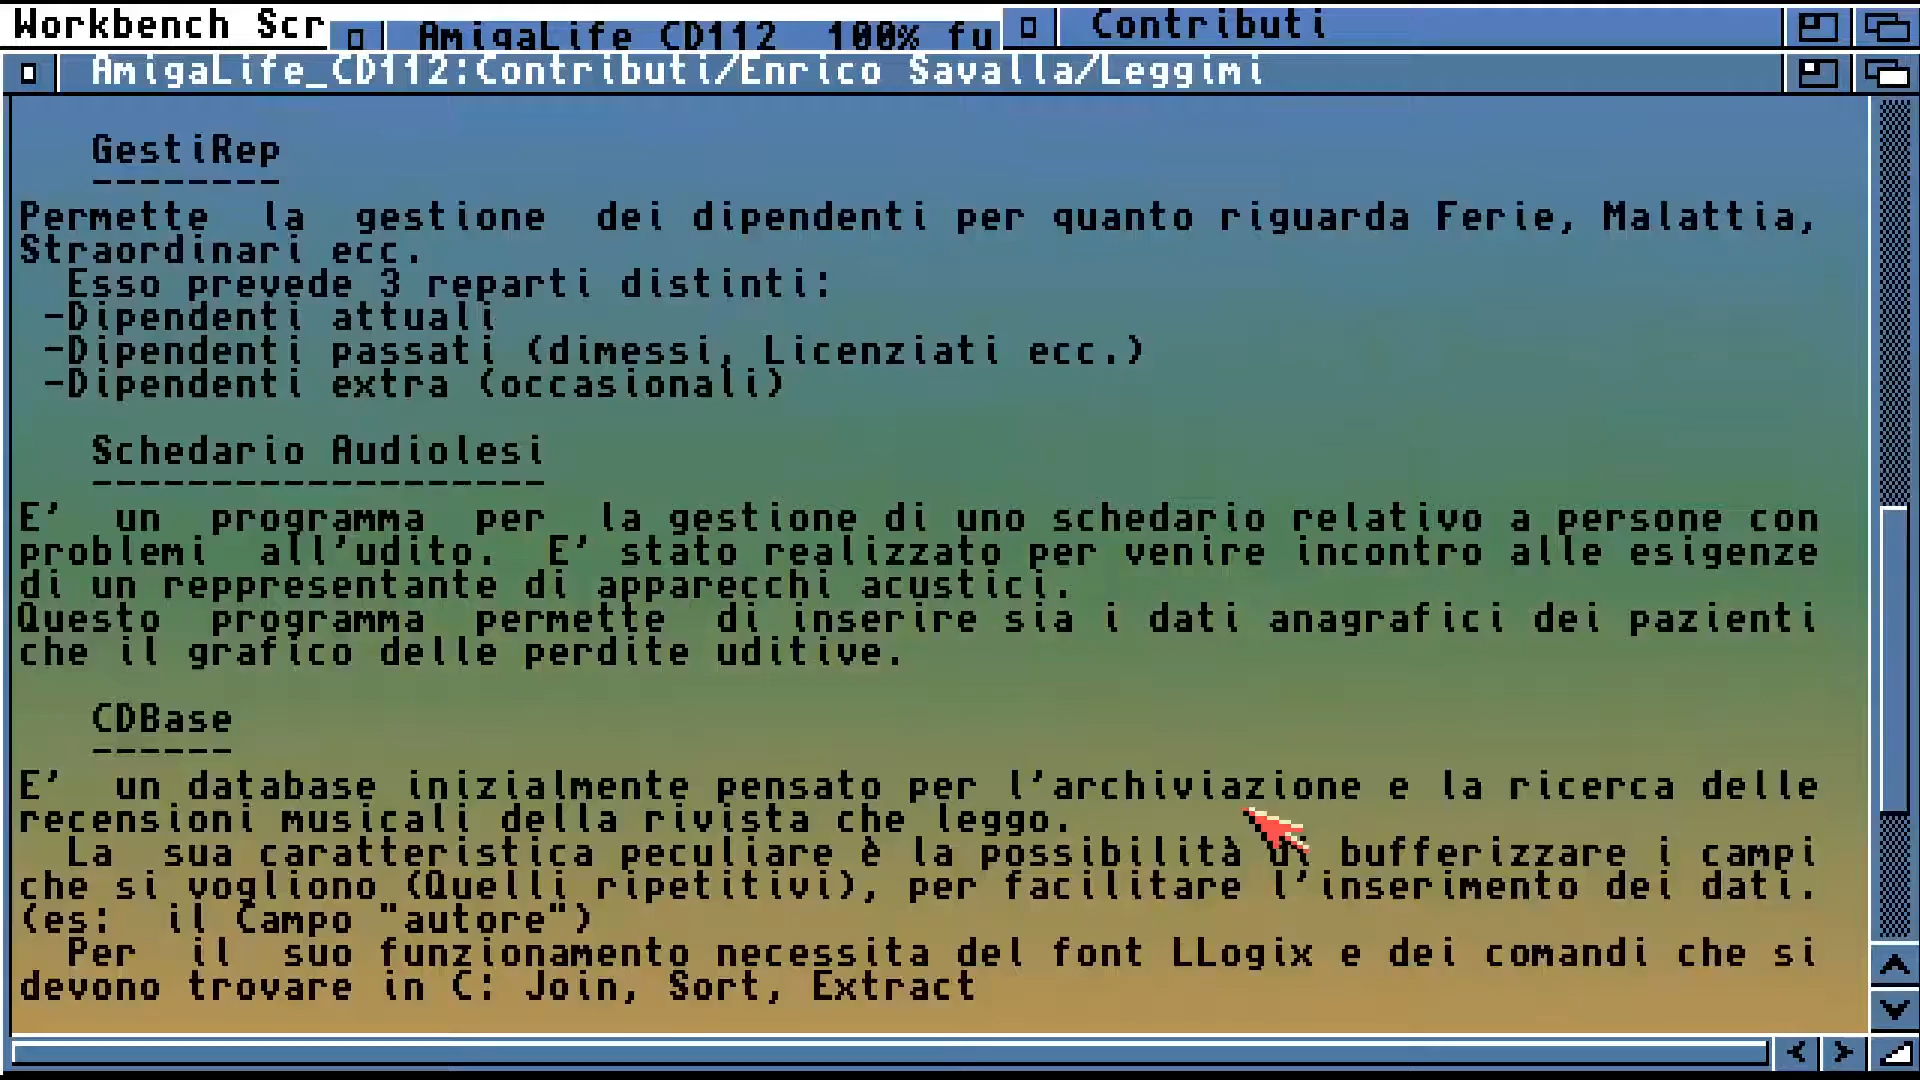 Workbench Scr
AmigaLife CD112  100% fu
Contributi
AmigaLife_CD112:Contributi/Enrico Savalla/Leggimi
GestiRep
--------
Permette  la  gestione  dei dipendenti per quanto riguarda Ferie, Malattia,
Straordinari ecc.
Esso prevede 3 reparti distinti:
-Dipendenti attuali
-Dipendenti passati (dimessi, Licenziati ecc.)
-Dipendenti extra (occasionali)
Schedario Audiolesi
-------------------
E'  un  programma  per  la gestione di uno schedario relativo a persone con
problemi  all'udito.  E' stato realizzato per venire incontro alle esigenze
di un reppresentante di apparecchi acustici.
Questo  programma  permette  di inserire sia i dati anagrafici dei pazienti
che il grafico delle perdite uditive.
CDBase
------
E'  un database inizialmente pensato per l'archiviazione e la ricerca delle
recensioni musicali della rivista che leggo.
La  sua caratteristica peculiare è la possibilità di bufferizzare i campi
che si vogliono (Quelli ripetitivi), per facilitare l'inserimento dei dati.
(es:  il Campo "autore")
Per  il  suo funzionamento necessita del font LLogix e dei comandi che si
devono trovare in C: Join, Sort, Extract